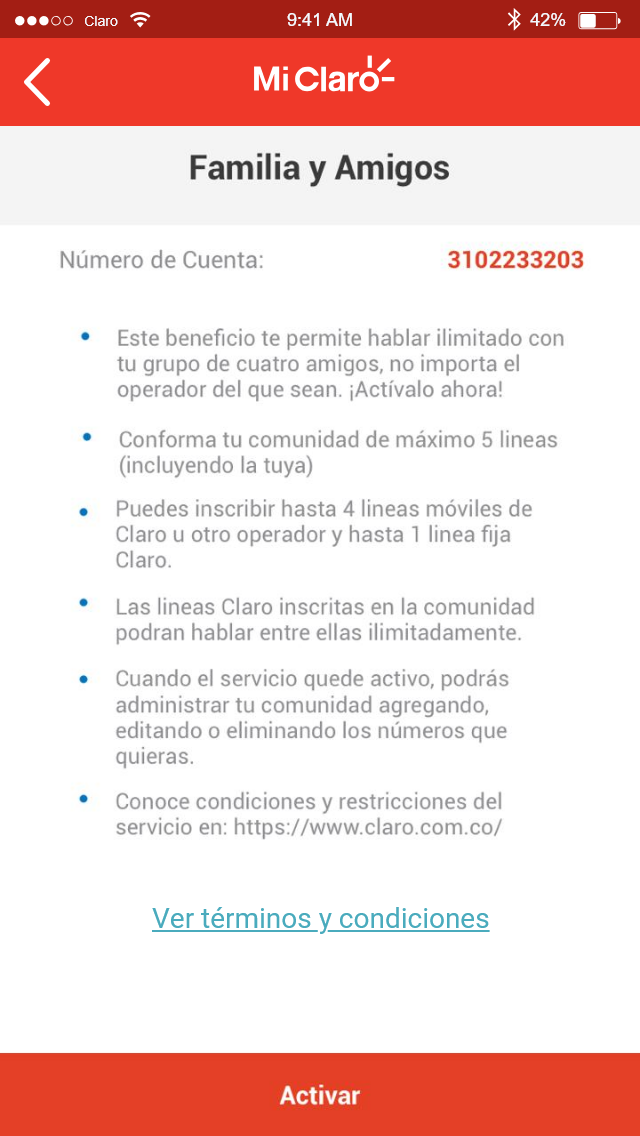 Claro 9:41 AM 42%
Mi Claro
Familia y Amigos
Número de Cuenta: 3102233203
Este beneficio te permite hablar ilimitado con
tu grupo de cuatro amigos, no importa el
operador del que sean. ¡Actívalo ahora!
Conforma tu comunidad de máximo 5 lineas
(incluyendo la tuya)
Puedes inscribir hasta 4 lineas móviles de
Claro u otro operador y hasta 1 linea fija
Claro.
Las lineas Claro inscritas en la comunidad
podran hablar entre ellas ilimitadamente.
Cuando el servicio quede activo, podrás
administrar tu comunidad agregando,
editando o eliminando los números que
quieras.
Conoce condiciones y restricciones del
servicio en: https://www.claro.com.co/
Ver términos y condiciones
Activar